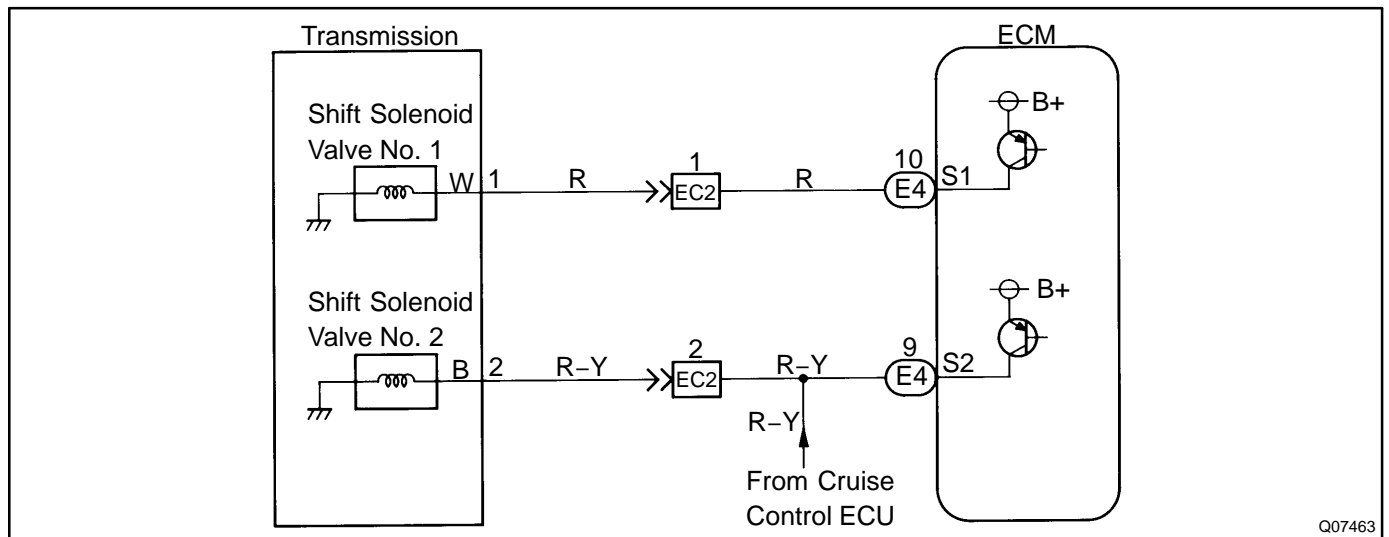 Transmission
ECM
Shift Solenoid
Valve No. 1
W 1 R 1 EC2 R 10 E4 S1 B+
Shift Solenoid
Valve No. 2
B 2 R–Y 2 EC2 R–Y 9 E4 S2 B+
R–Y
From Cruise
Control ECU
Q07463